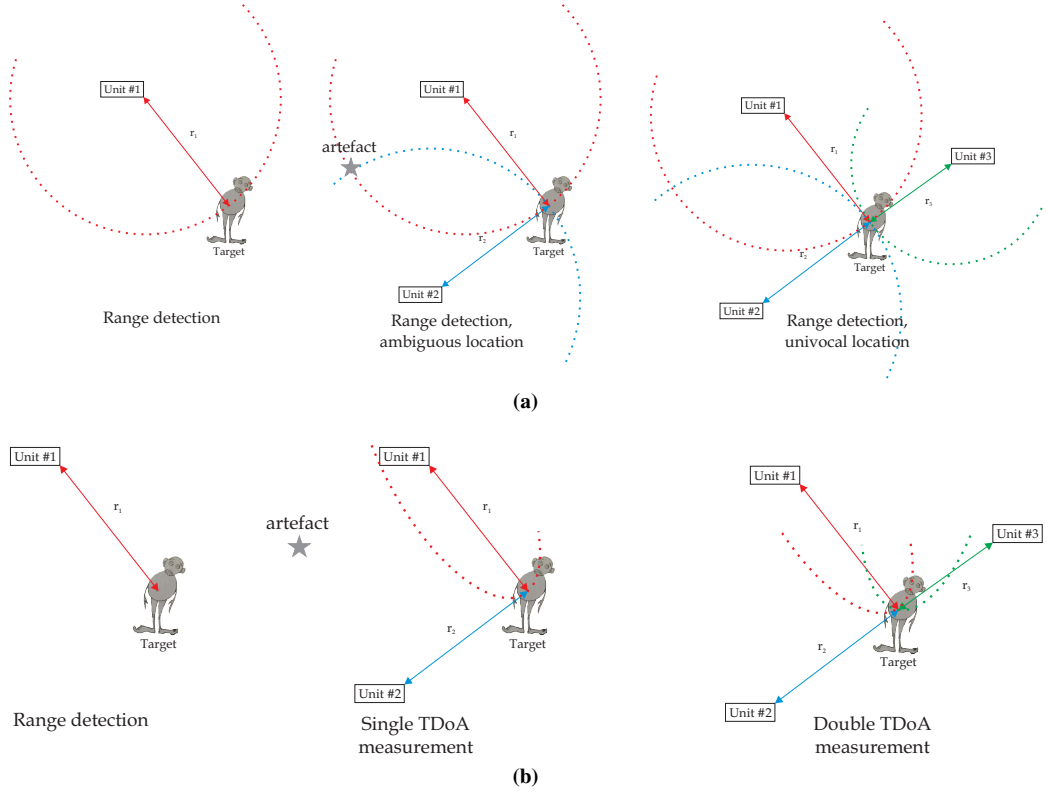 Unit #1
r1
Target
Range detection
Unit #1
r1
artefact
r2
Target
Unit #2
Range detection,
ambiguous location
Unit #1
r1
Unit #3
r3
r2
Target
Unit #2
Range detection,
univocal location
(a)
Unit #1
r1
Target
Range detection
artefact
Unit #1
r1
r2
Target
Unit #2
Single TDoA
measurement
Unit #1
r1
Unit #3
r3
r2
Target
Unit #2
Double TDoA
measurement
(b)